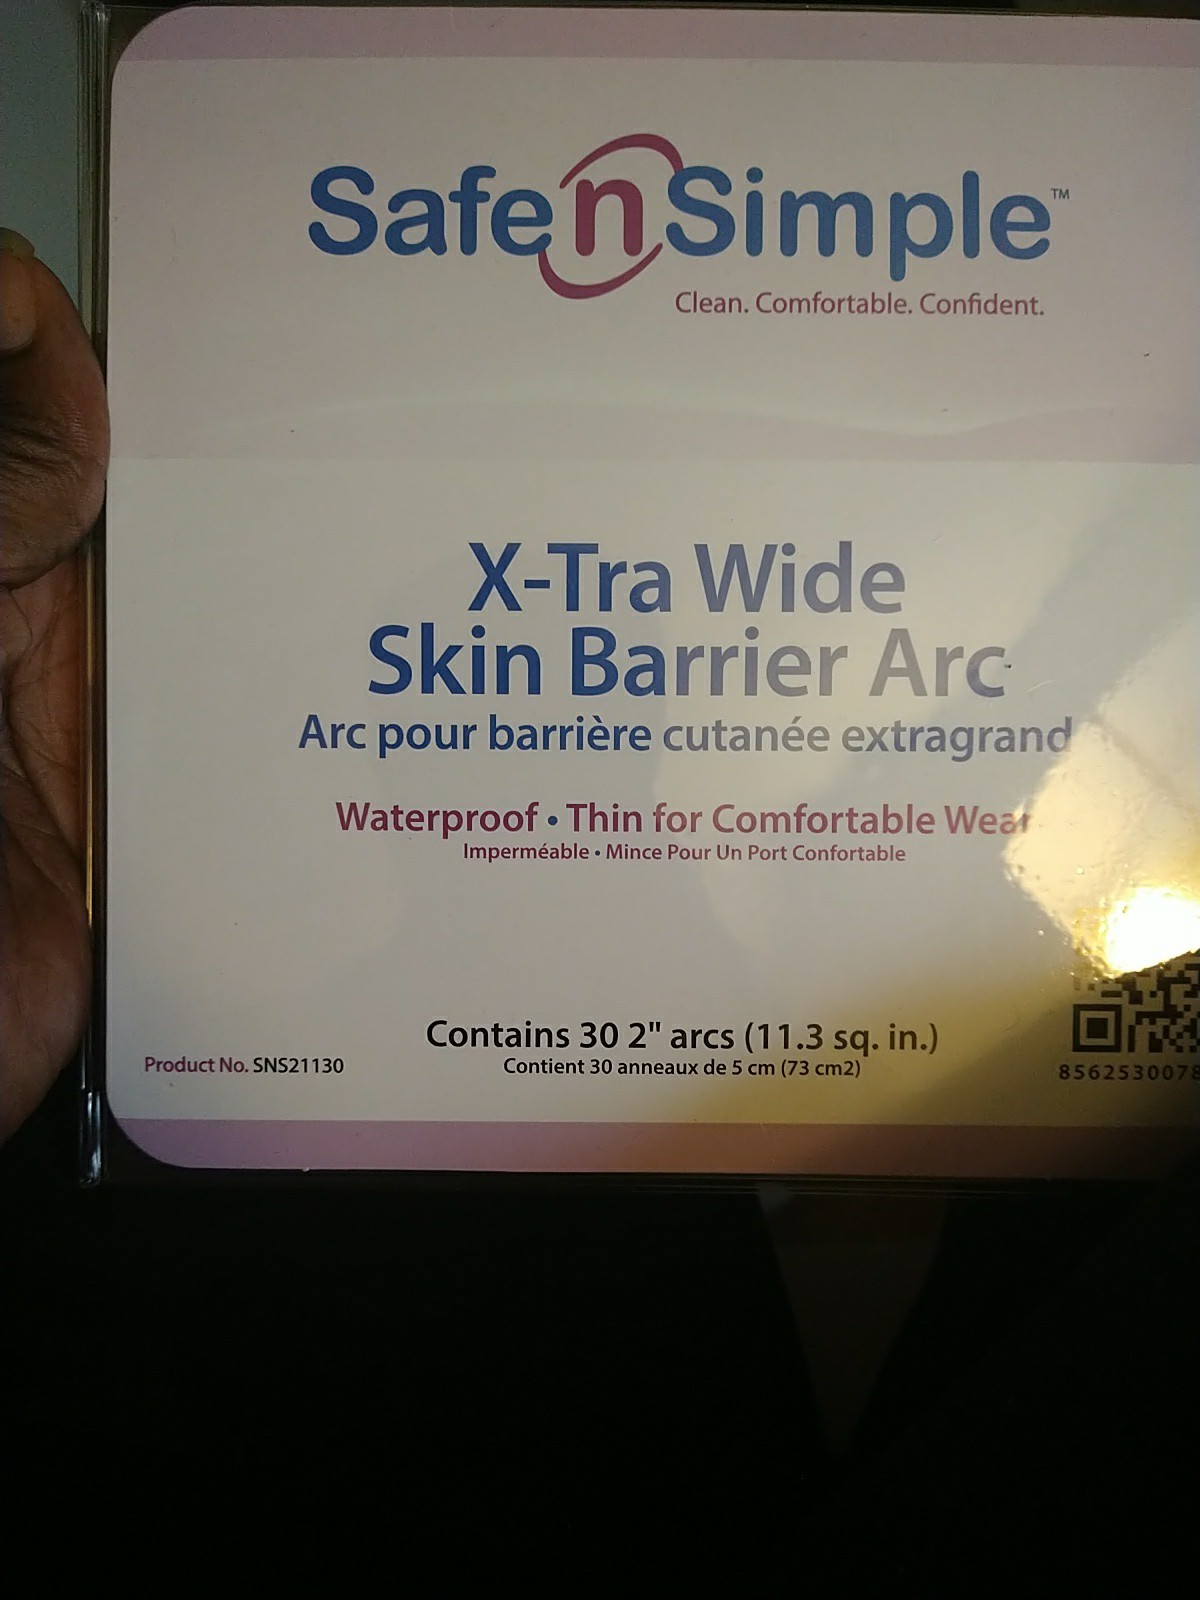 SafenSimple™
Clean. Comfortable. Confident.
X-Tra Wide
Skin Barrier Arc
Arc pour barrière cutanée extragrand
Waterproof • Thin for Comfortable Wear
Imperméable • Mince Pour Un Port Confortable
Contains 30 2" arcs (11.3 sq. in.)
Contient 30 anneaux de 5 cm (73 cm2)
Product No. SNS21130
8562530078